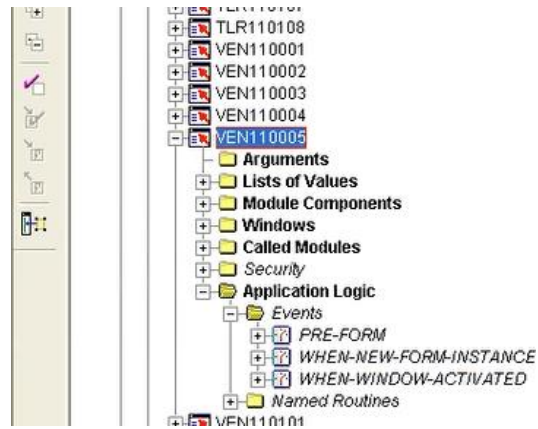 TLR110108
VEN110001
VEN110002
VEN110003
VEN110004
VEN110005
Arguments
Lists of Values
Module Components
Windows
Called Modules
Security
Application Logic
Events
PRE-FORM
WHEN-NEW-FORM-INSTANCE
WHEN-WINDOW-ACTIVATED
Named Routines
VEN110101